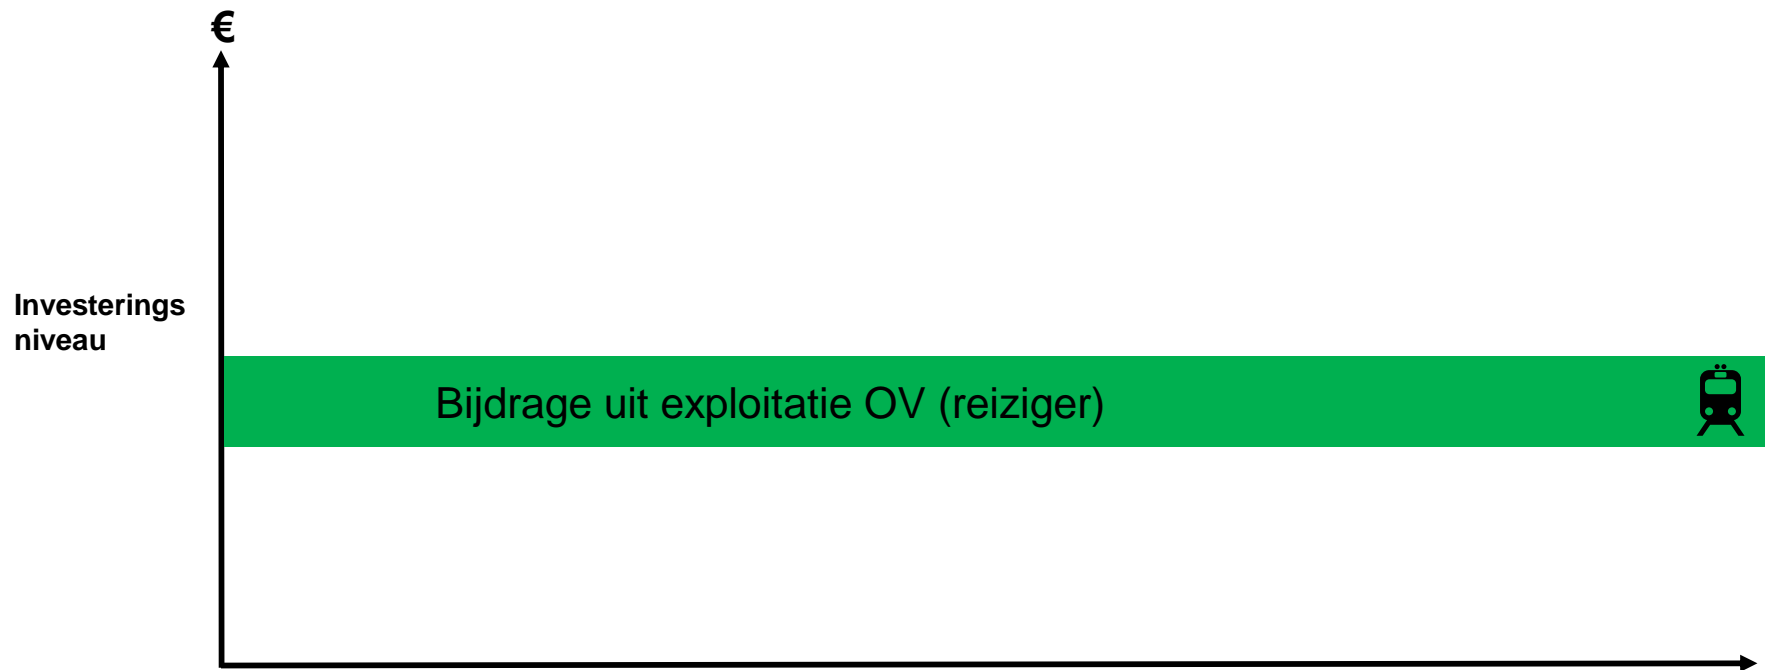 €
Investerings
niveau
Bijdrage uit exploitatie OV (reiziger)